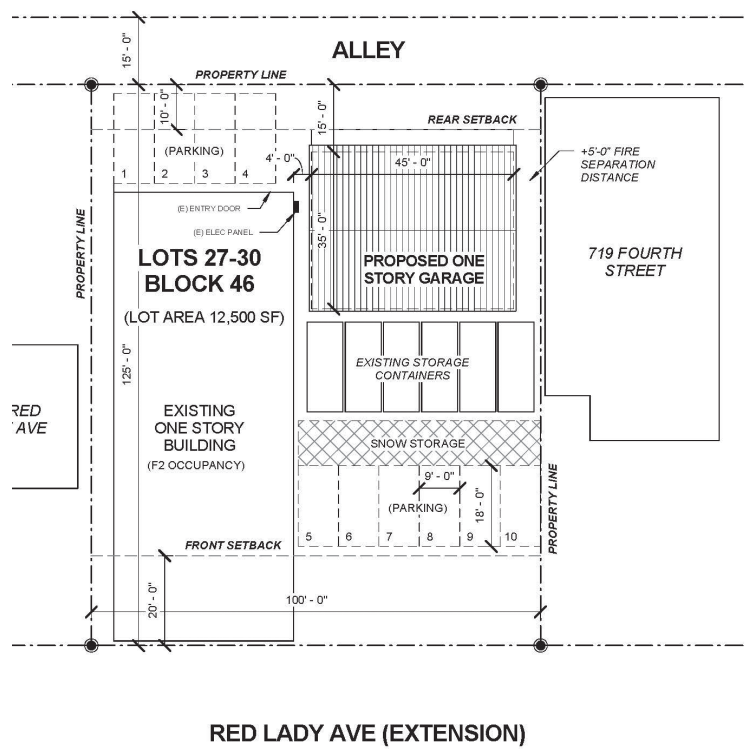 ALLEY
15' - 0"
PROPERTY LINE
10' - 0"
15' - 0"
REAR SETBACK
(PARKING)
1 2 3 4
4' - 0"
45' - 0"
+5'-0" FIRE
SEPARATION
DISTANCE
(E) ENTRY DOOR
(E) ELEC PANEL
35' - 0"
PROPERTY LINE
LOTS 27-30
BLOCK 46
(LOT AREA 12,500 SF)
PROPOSED ONE
STORY GARAGE
719 FOURTH
STREET
125' - 0"
EXISTING STORAGE
CONTAINERS
RED
AVE
EXISTING
ONE STORY
BUILDING
(F2 OCCUPANCY)
SNOW STORAGE
9' - 0"
(PARKING)
18' - 0"
5 6 7 8 9 10
PROPERTY LINE
FRONT SETBACK
20' - 0"
100' - 0"
RED LADY AVE (EXTENSION)